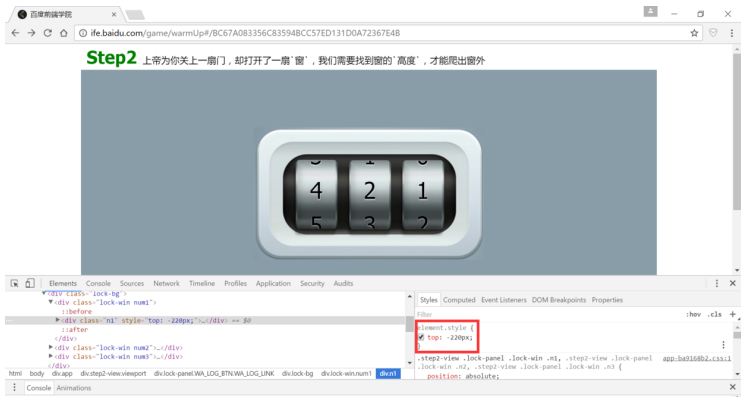 百度前端学院 ×
ife.baidu.com/game/warmUp#/BC67A083356C83594BCC57ED131D0A72367E4B
Step2 上帝为你关上一扇门，却打开了一扇`窗`，我们需要找到窗的`高度`，才能爬出窗外
3 1 0
4 2 1
5 3 2
Elements Console Sources Network Timeline Profiles Application Security Audits
▼<div class="lock-bg">
▼<div class="lock-win num1">
::before
▶<div class="n1" style="top: -220px;">…</div> == $0
::after
</div>
▶<div class="lock-win num2">…</div>
▶<div class="lock-win num3">…</div>
</div>
html body div.app div.step2-view.viewport div.lock-panel.WA_LOG_BTN.WA_LOG_LINK div.lock-bg div.lock-win.num1 div.n1
Styles Computed Event Listeners DOM Breakpoints Properties
Filter :hov .cls +
element.style {
top: -220px;
}
.step2-view .lock-panel .lock-win .n1, .step2-view .lock-panel app-ba9168b2.css:1
.lock-win .n2, .step2-view .lock-panel .lock-win .n3 {
position: absolute;
Console Animations